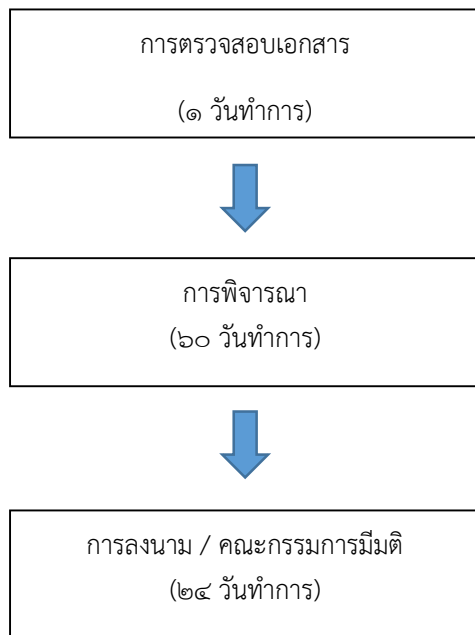 การตรวจสอบเอกสาร
(๑ วันทำการ)
การพิจารณา
(๖๐ วันทำการ)
การลงนาม / คณะกรรมการมีมติ
(๒๔ วันทำการ)